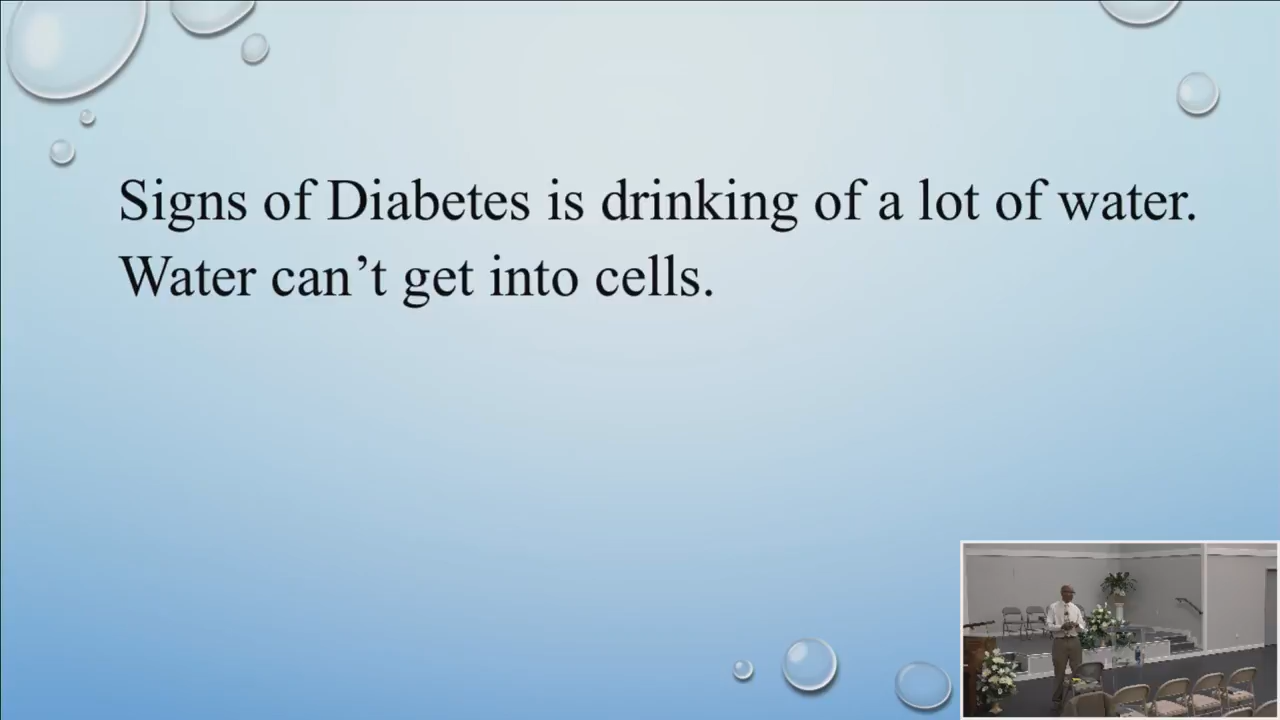 Signs of Diabetes is drinking of a lot of water.
Water can’t get into cells.